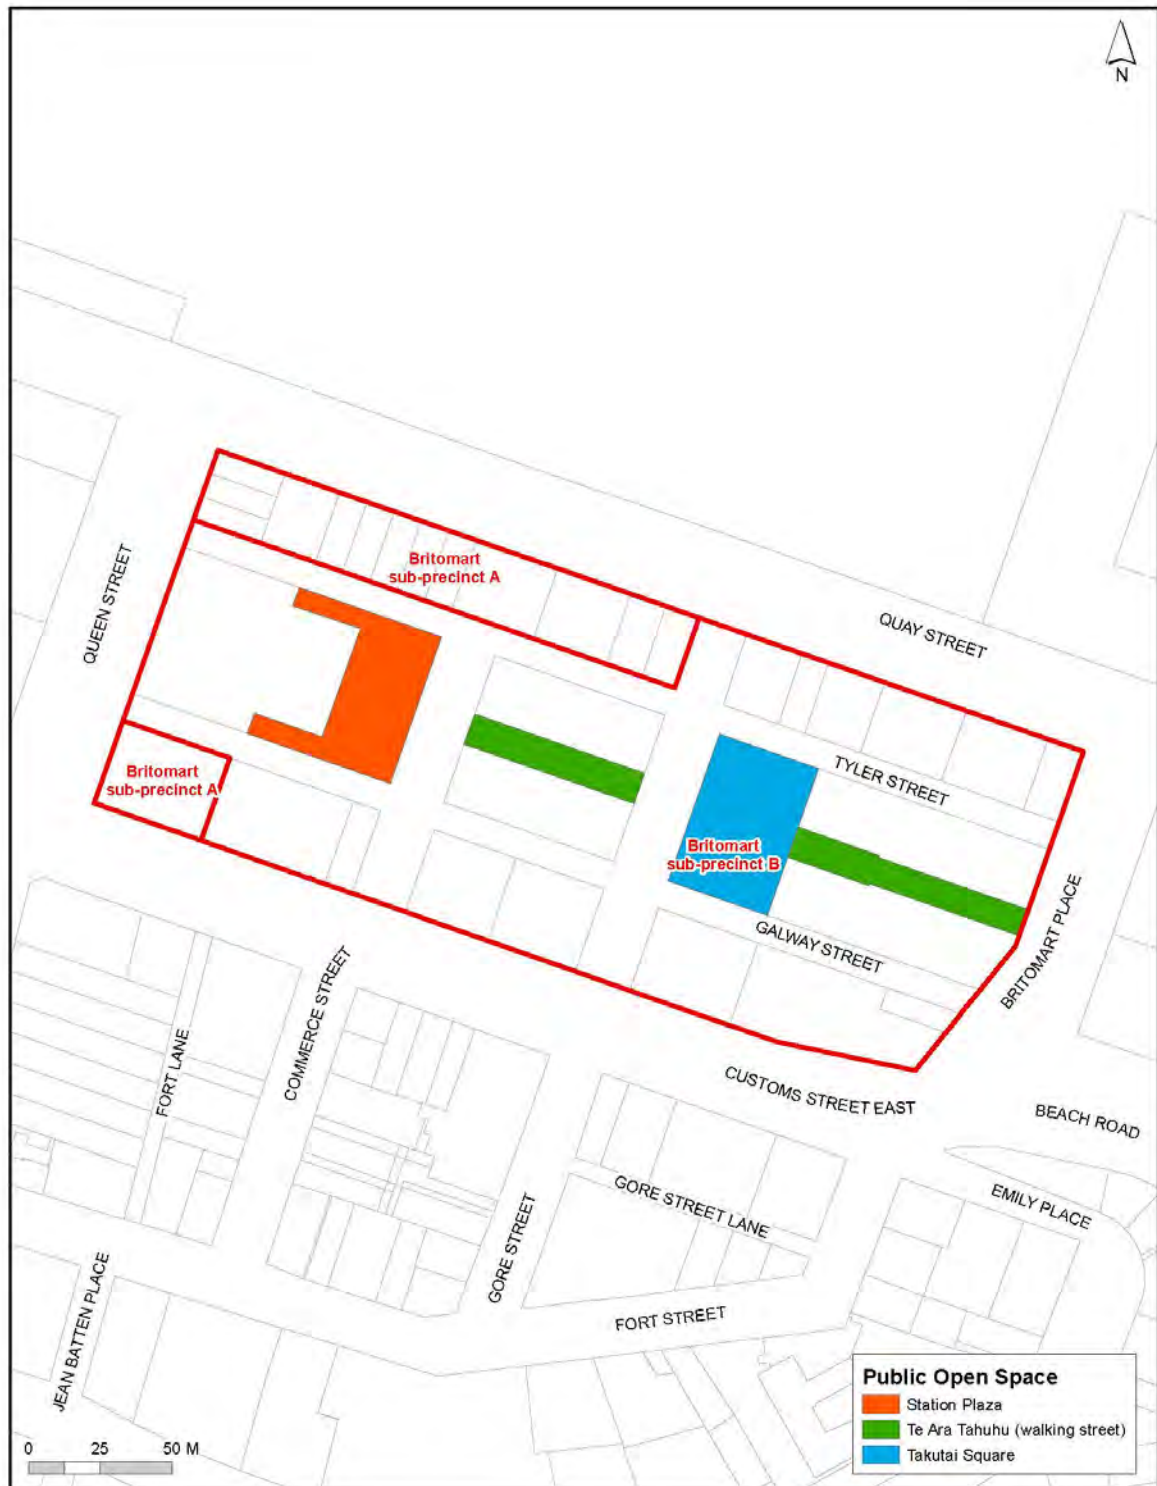 N
Britomart
sub-precinct A
QUEEN STREET
QUAY STREET
Britomart
sub-precinct A
TYLER STREET
Britomart
sub-precinct B
GALWAY STREET
BRITOMART PLACE
COMMERCE STREET
FORT LANE
CUSTOMS STREET EAST
BEACH ROAD
GORE STREET LANE
EMILY PLACE
GORE STREET
JEAN BATTEN PLACE
FORT STREET
Public Open Space
Station Plaza
Te Ara Tahuhu (walking street)
Takutai Square
0 25 50 M